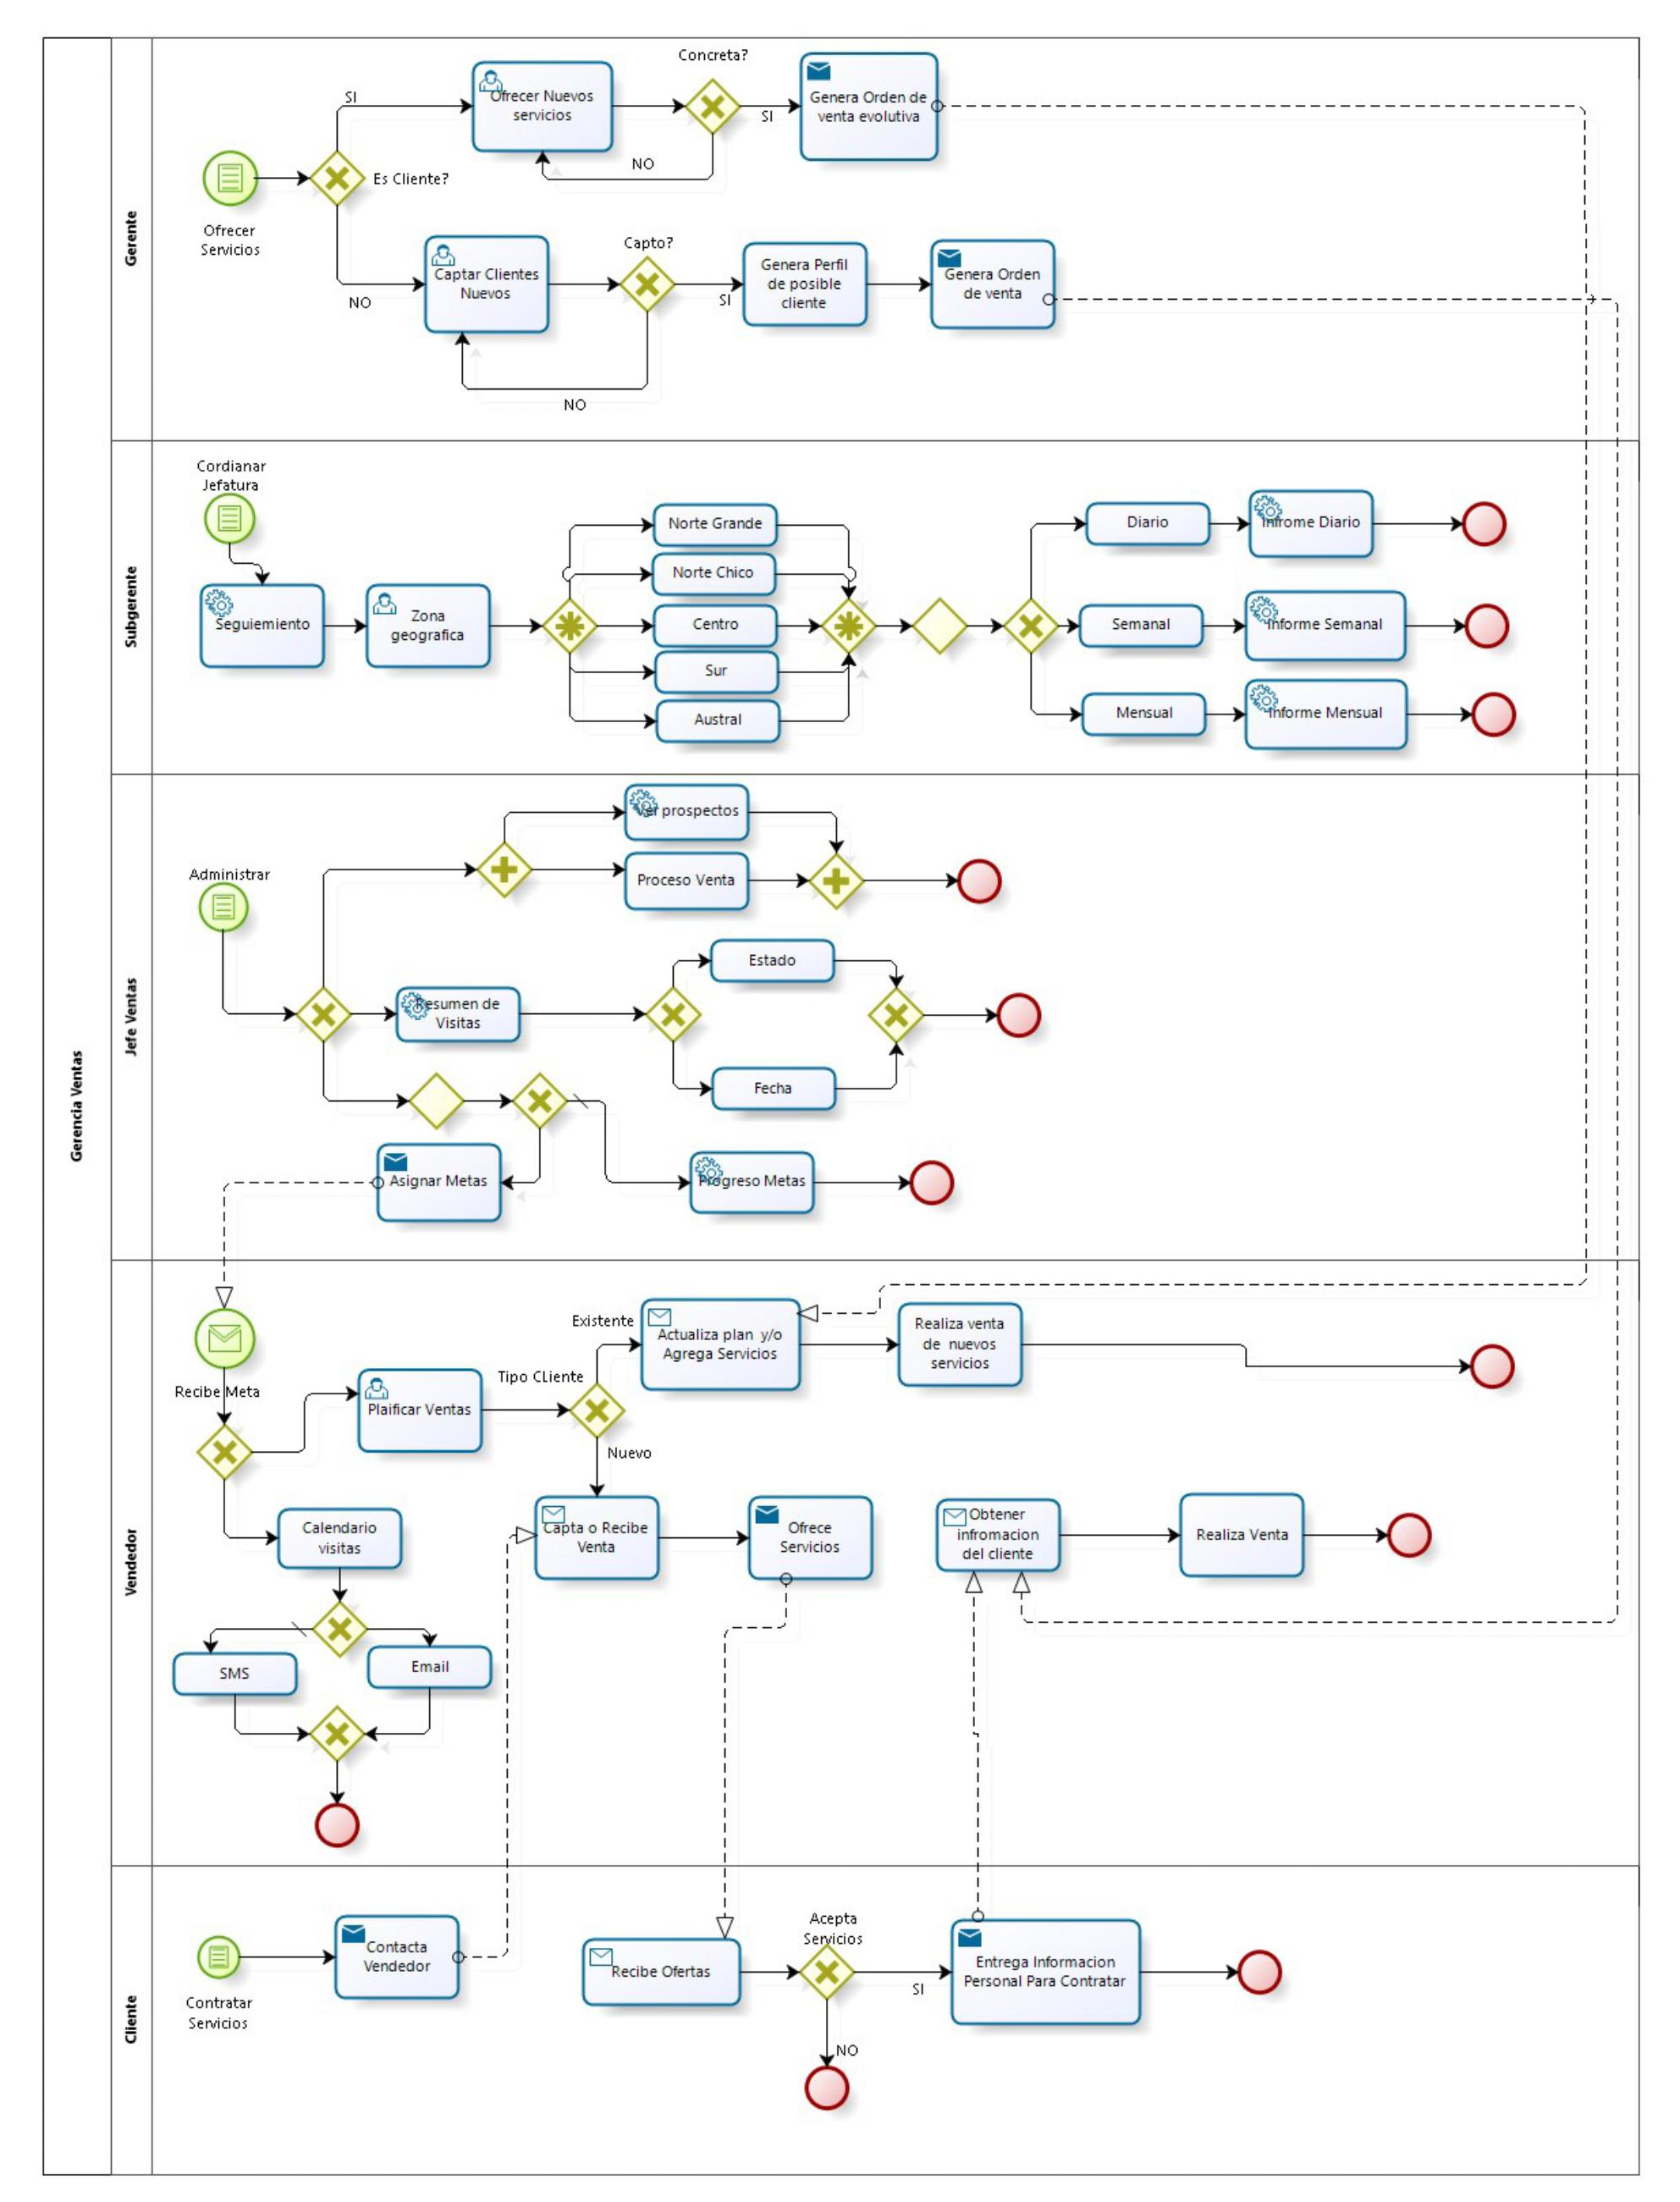 Gerencia Ventas
Gerente
Concreta?
SI
Ofrecer Nuevos
servicios
Genera Orden de
venta evolutiva
SI
NO
Es Cliente?
Ofrecer
Servicios
Capto?
Captar Clientes
Nuevos
Genera Perfil
de posible
cliente
Genera Orden
de venta
NO
SI
NO
Subgerente
Cordianar
Jefatura
Norte Grande
Diario
Infrome Diario
Norte Chico
Seguiemiento
Zona
geografica
Centro
Semanal
Informe Semanal
Sur
Austral
Mensual
Informe Mensual
Jefe Ventas
Ver prospectos
Administrar
Proceso Venta
Estado
Resumen de
Visitas
Fecha
Asignar Metas
Progreso Metas
Vendedor
Existente
Actualiza plan y/o
Agrega Servicios
Realiza venta
de nuevos
servicios
Recibe Meta
Tipo CLiente
Plaificar Ventas
Nuevo
Calendario
visitas
Capta o Recibe
Venta
Ofrece
Servicios
Obtener
infromacion
del cliente
Realiza Venta
SMS
Email
Cliente
Acepta
Servicios
Contacta
Vendedor
Recibe Ofertas
SI
Entrega Informacion
Personal Para Contratar
Contratar
Servicios
NO